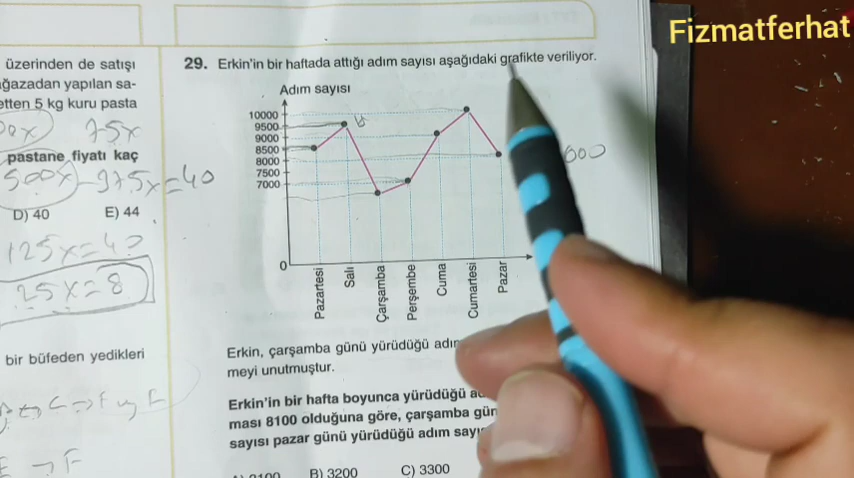 Fizmatferhat
üzerinden de satışı
ğazadan yapılan sa-
etten 5 kg kuru pasta
75x
pastane fiyatı kaç
500x - 375x = 40
D) 40 E) 44
125x = 40
25x = 8
bir büfeden yedikleri
29. Erkin'in bir haftada attığı adım sayısı aşağıdaki grafikte veriliyor.
Adım sayısı
10000
9500
9000
8500
8000
7500
7000
0
Pazartesi
Salı
Çarşamba
Perşembe
Cuma
Cumartesi
Pazar
Erkin, çarşamba günü yürüdüğü
meyi unutmuştur.
Erkin'in bir hafta boyunca yürüdüğü
ması 8100 olduğuna göre, çarşamba
sayısı pazar günü yürüdüğü adım
B) 3200 C) 3300